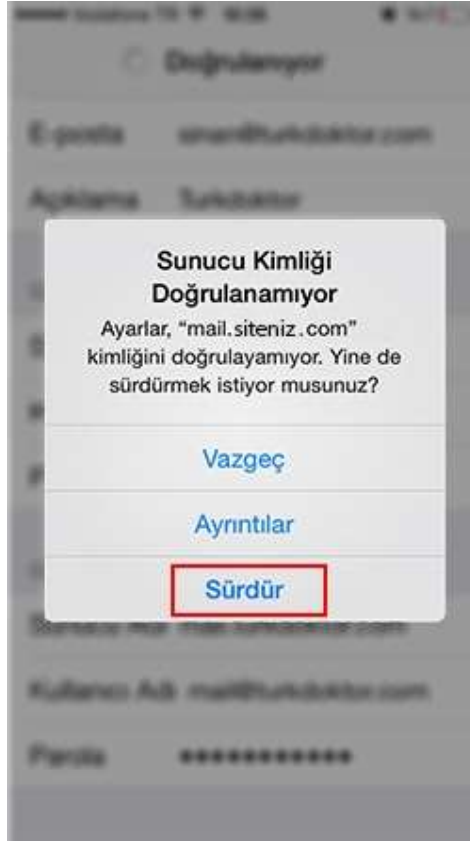 Doğrulanıyor
E-posta
Açıklama Turkdoktor
Sunucu Kimliği
Doğrulanamıyor
Ayarlar, “mail.siteniz.com”
kimliğini doğrulayamıyor. Yine de
sürdürmek istiyor musunuz?
Vazgeç
Ayrıntılar
Sürdür
Kullanıcı Adı
Parola